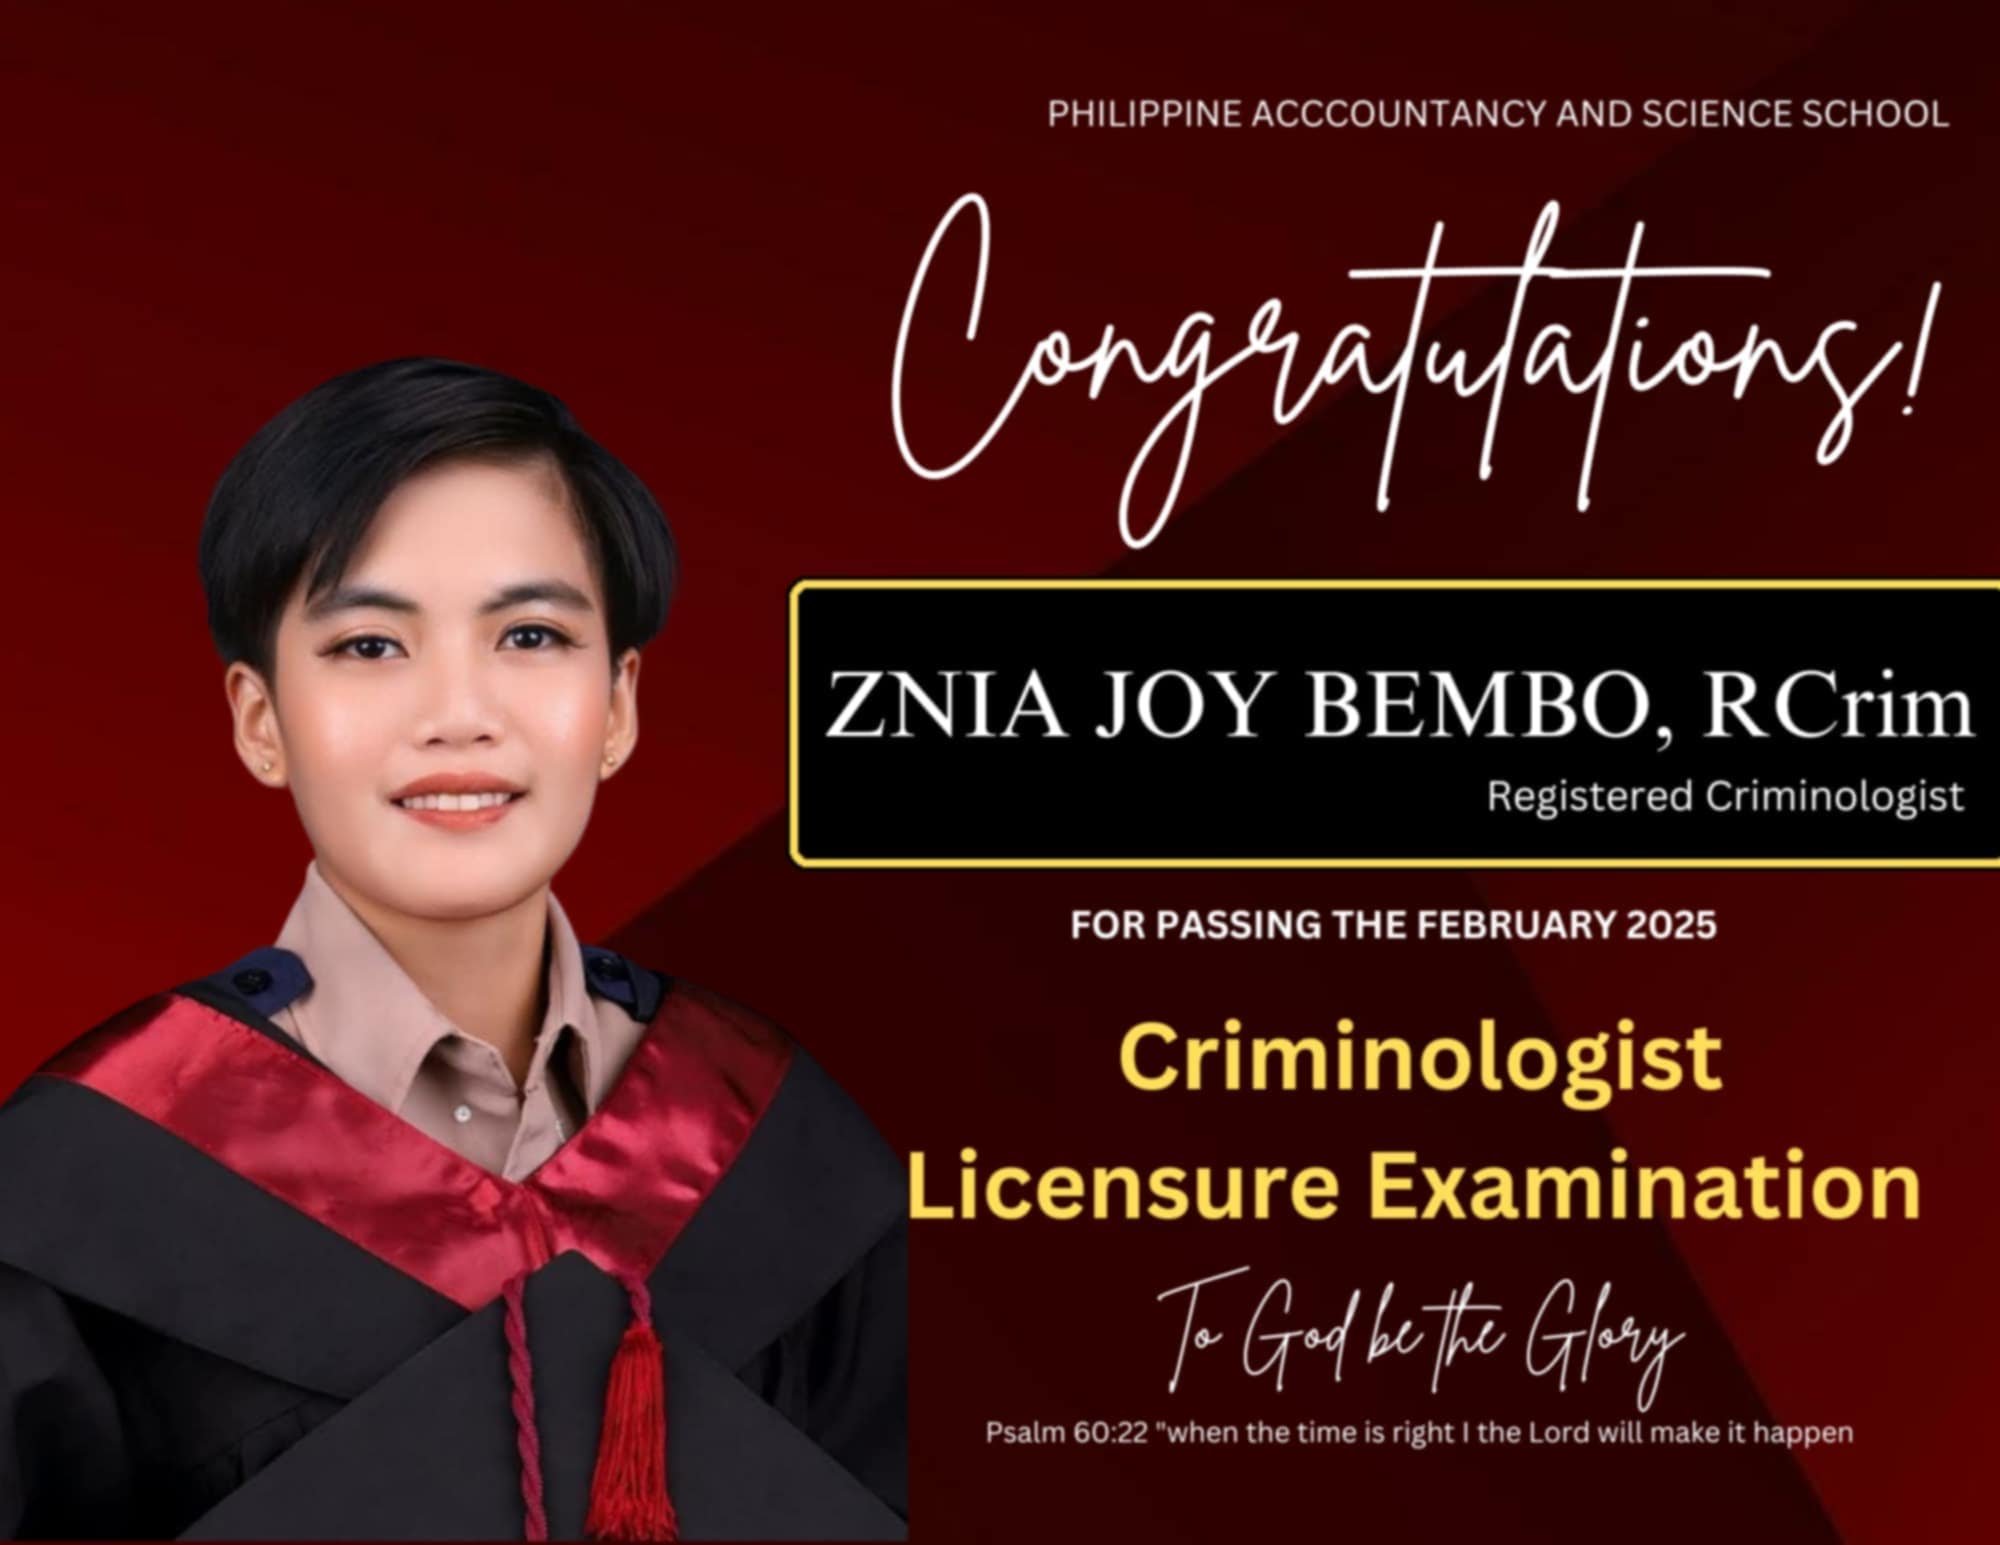 PHILIPPINE ACCCOUNTANCY AND SCIENCE SCHOOL
Congratulations!
ZNIA JOY BEMBO, RCrim
Registered Criminologist
FOR PASSING THE FEBRUARY 2025
Criminologist
Licensure Examination
To God be the Glory
Psalm 60:22 "when the time is right I the Lord will make it happen